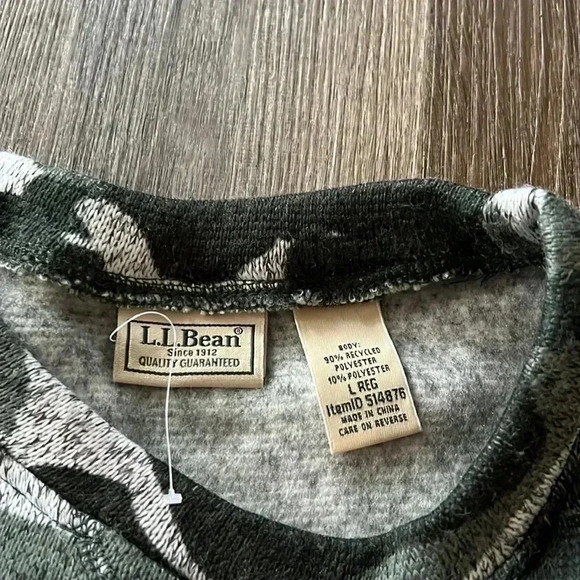 L.L.Bean®
Since 1912
QUALITY GUARANTEED
BODY:
90% RECYCLED
POLYESTER
10% POLYESTER
L REG
ItemID 514876
MADE IN CHINA
CARE ON REVERSE